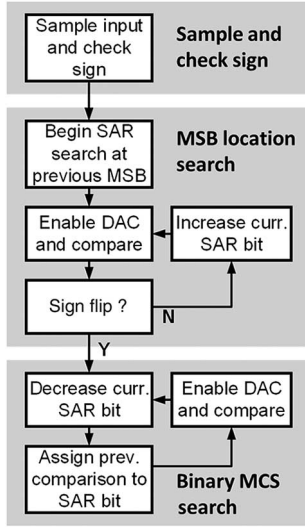 Sample input
and check
sign
Sample and
check sign
Begin SAR
search at
previous MSB
MSB location
search
Enable DAC
and compare
Increase curr.
SAR bit
Sign flip ?
N
Y
Decrease curr.
SAR bit
Enable DAC
and compare
Assign prev.
comparison to
SAR bit
Binary MCS
search